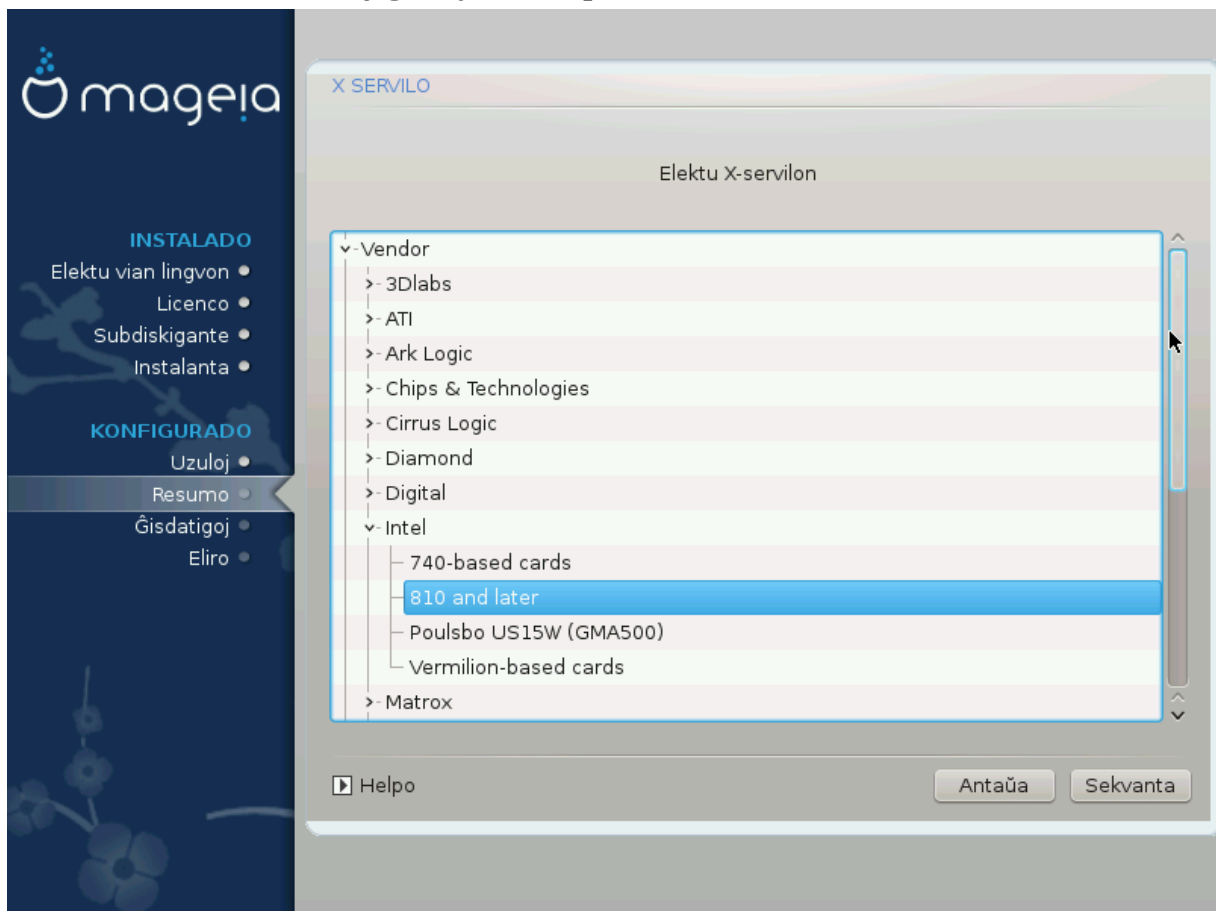 mageia
INSTALADO
Elektu vian lingvon
Licenco
Subdiskigante
Instalanta
KONFIGURADO
Uzuloj
Resumo
Ĝisdatigoj
Eliro
X SERVILO
Elektu X-servilon
Vendor
3Dlabs
ATI
Ark Logic
Chips & Technologies
Cirrus Logic
Diamond
Digital
Intel
740-based cards
810 and later
Poulsbo US15W (GMA500)
Vermilion-based cards
Matrox
Helpo
Antaŭa
Sekvanta